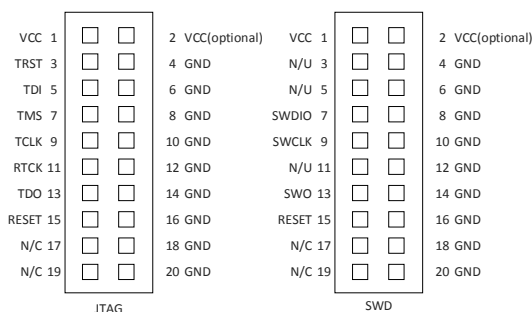 VCC 1 2 VCC(optional) VCC 1 2 VCC(optional)
TRST 3 4 GND N/U 3 4 GND
TDI 5 6 GND N/U 5 6 GND
TMS 7 8 GND SWDIO 7 8 GND
TCLK 9 10 GND SWCLK 9 10 GND
RTCK 11 12 GND N/U 11 12 GND
TDO 13 14 GND SWO 13 14 GND
RESET 15 16 GND RESET 15 16 GND
N/C 17 18 GND N/C 17 18 GND
N/C 19 20 GND N/C 19 20 GND
JTAG SWD